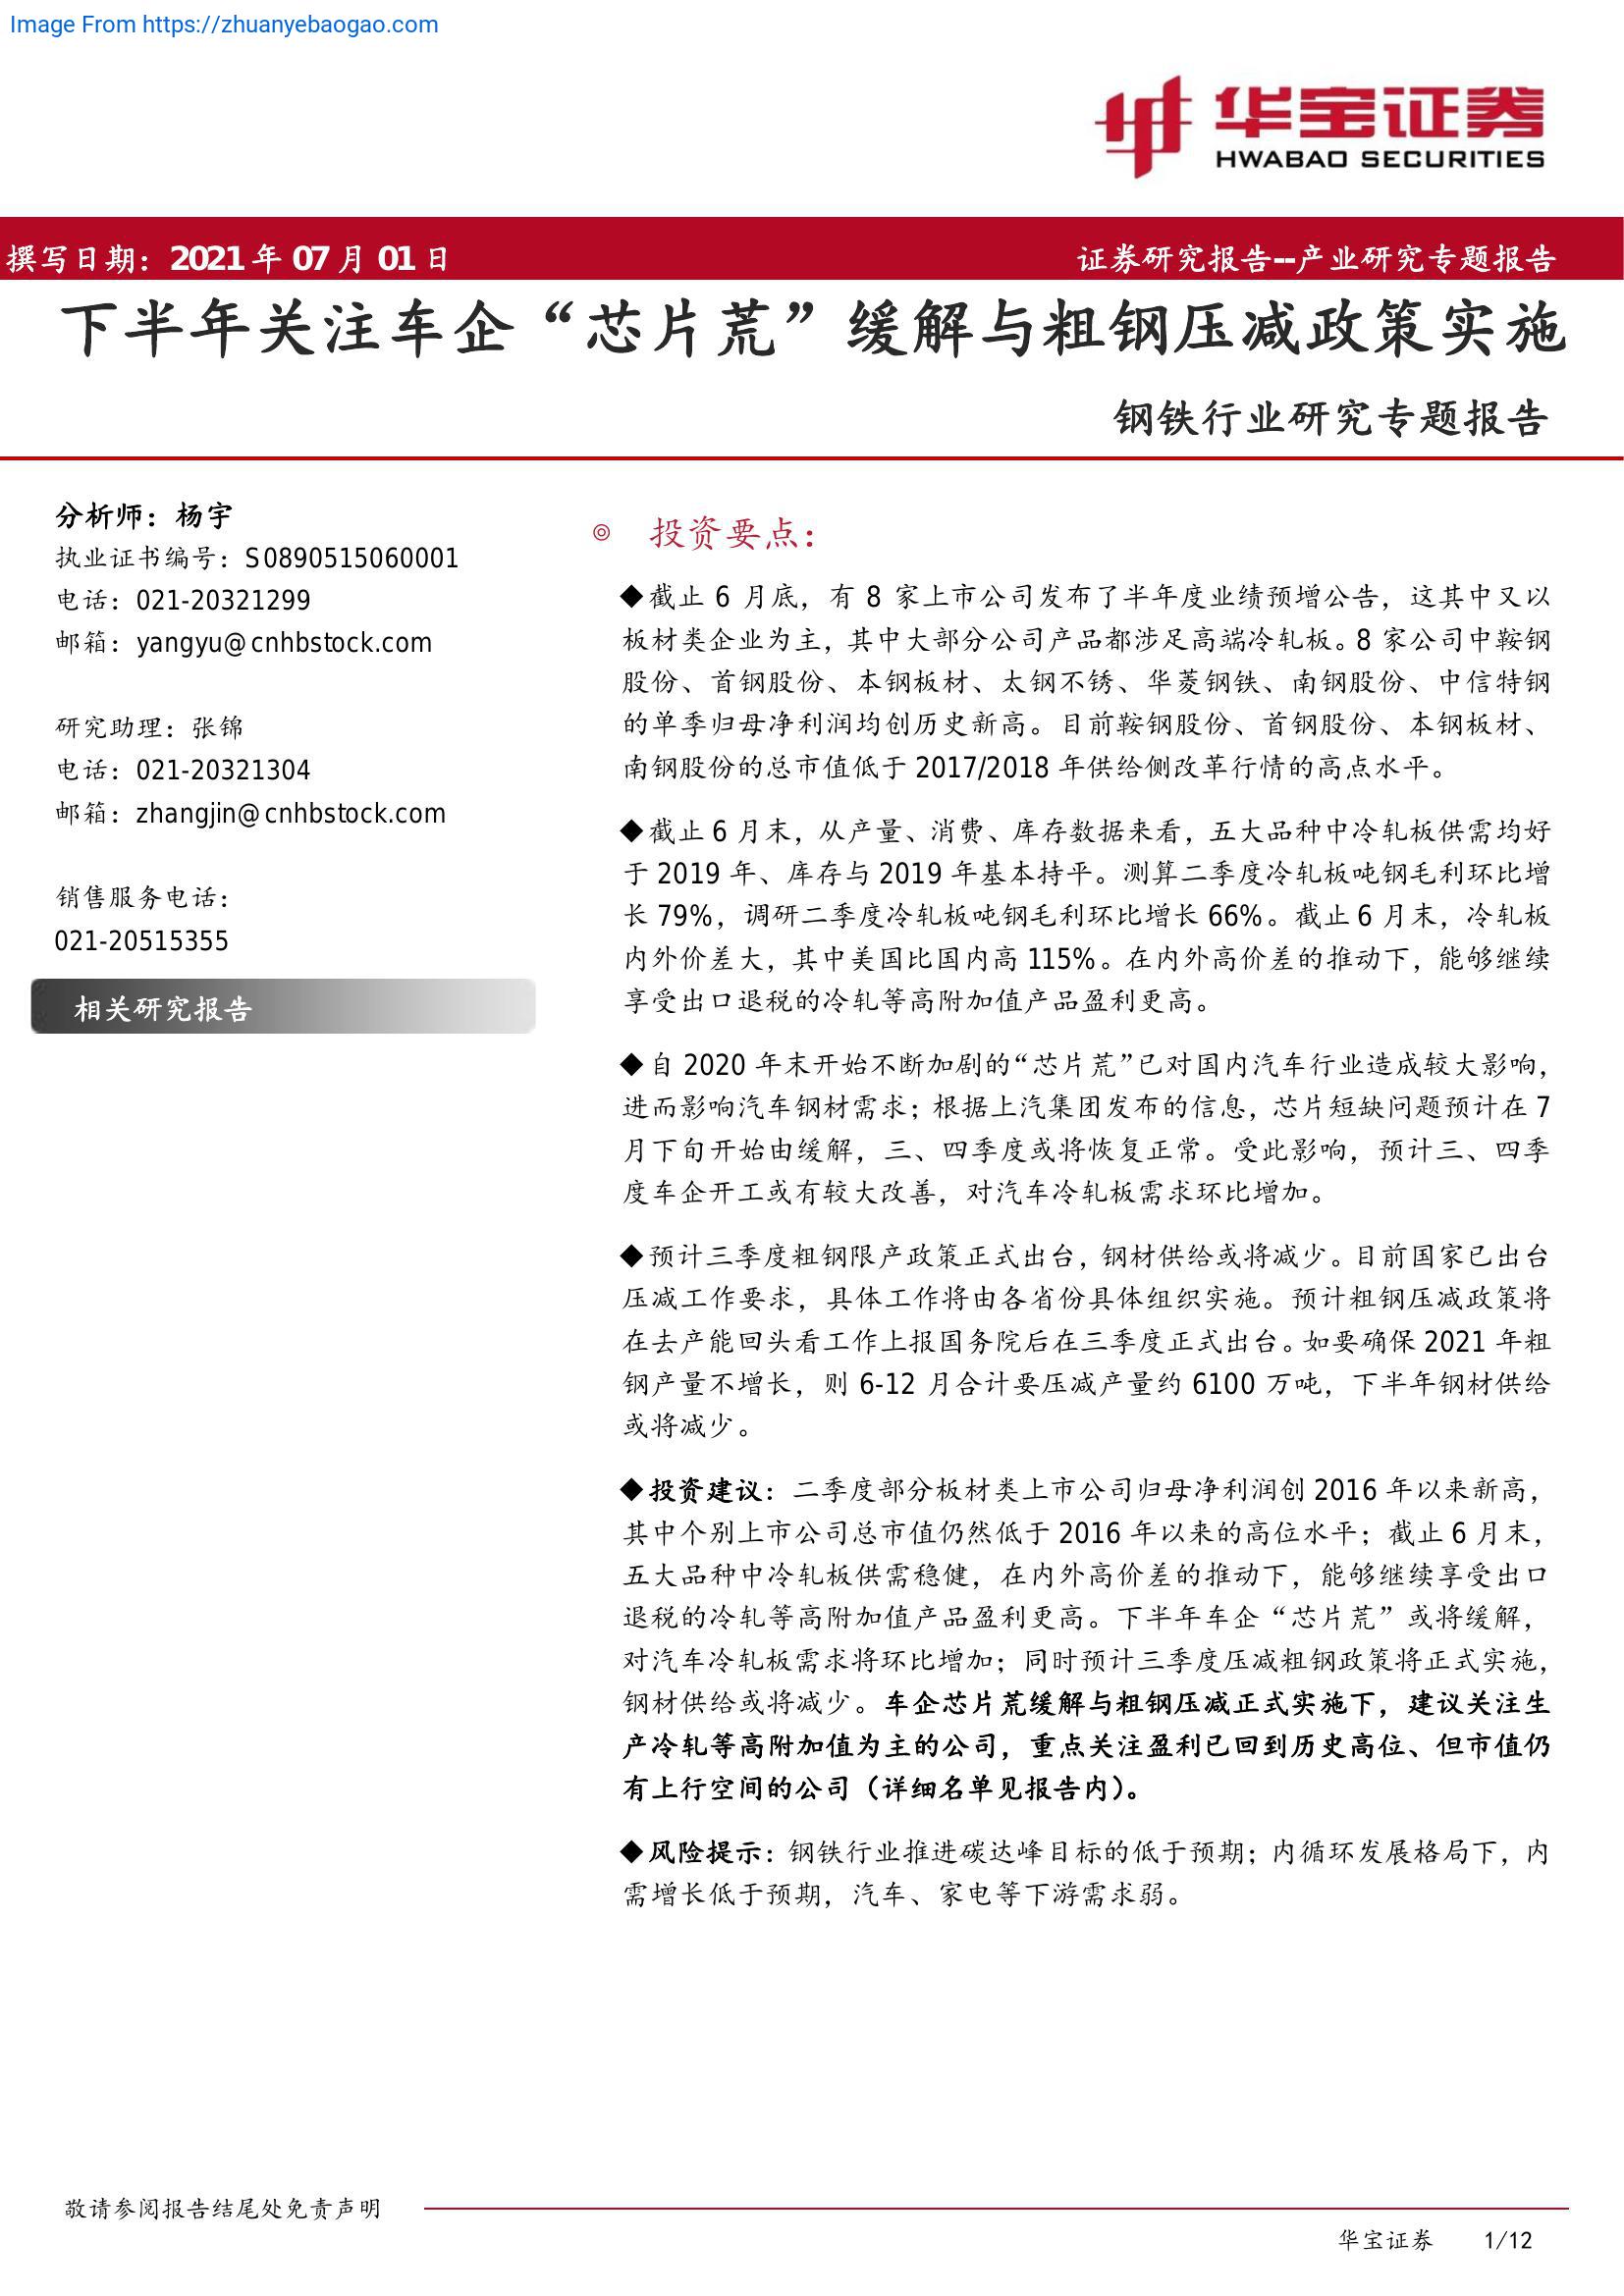 Image From https://zhuanyebaogao.com
华宝证券
HWABAO SECURITIES
撰写日期：2021 年 07 月 01 日
证券研究报告--产业研究专题报告
下半年关注车企“芯片荒”缓解与粗钢压减政策实施
钢铁行业研究专题报告
分析师：杨宇
执业证书编号：S0890515060001
电话：021-20321299
邮箱：yangyu@cnhbstock.com
研究助理：张锦
电话：021-20321304
邮箱：zhangjin@cnhbstock.com
销售服务电话：
021-20515355
相关研究报告
◎ 投资要点：
◆截止 6 月底，有 8 家上市公司发布了半年度业绩预增公告，这其中又以
板材类企业为主，其中大部分公司产品都涉足高端冷轧板。8 家公司中鞍钢
股份、首钢股份、本钢板材、太钢不锈、华菱钢铁、南钢股份、中信特钢
的单季归母净利润均创历史新高。目前鞍钢股份、首钢股份、本钢板材、
南钢股份的总市值低于 2017/2018 年供给侧改革行情的高点水平。
◆截止 6 月末，从产量、消费、库存数据来看，五大品种中冷轧板供需均好
于 2019 年、库存与 2019 年基本持平。测算二季度冷轧板吨钢毛利环比增
长 79%，调研二季度冷轧板吨钢毛利环比增长 66%。截止 6 月末，冷轧板
内外价差大，其中美国比国内高 115%。在内外高价差的推动下，能够继续
享受出口退税的冷轧等高附加值产品盈利更高。
◆自 2020 年末开始不断加剧的“芯片荒”已对国内汽车行业造成较大影响，
进而影响汽车钢材需求；根据上汽集团发布的信息，芯片短缺问题预计在 7
月下旬开始由缓解，三、四季度或将恢复正常。受此影响，预计三、四季
度车企开工或有较大改善，对汽车冷轧板需求环比增加。
◆预计三季度粗钢限产政策正式出台，钢材供给或将减少。目前国家已出台
压减工作要求，具体工作将由各省份具体组织实施。预计粗钢压减政策将
在去产能回头看工作上报国务院后在三季度正式出台。如要确保 2021 年粗
钢产量不增长，则 6-12 月合计要压减产量约 6100 万吨，下半年钢材供给
或将减少。
◆投资建议：二季度部分板材类上市公司归母净利润创 2016 年以来新高，
其中个别上市公司总市值仍然低于 2016 年以来的高位水平；截止 6 月末，
五大品种中冷轧板供需稳健，在内外高价差的推动下，能够继续享受出口
退税的冷轧等高附加值产品盈利更高。下半年车企“芯片荒”或将缓解，
对汽车冷轧板需求将环比增加；同时预计三季度压减粗钢政策将正式实施，
钢材供给或将减少。车企芯片荒缓解与粗钢压减正式实施下，建议关注生
产冷轧等高附加值为主的公司，重点关注盈利已回到历史高位、但市值仍
有上行空间的公司（详细名单见报告内）。
◆风险提示：钢铁行业推进碳达峰目标的低于预期；内循环发展格局下，内
需增长低于预期，汽车、家电等下游需求弱。
敬请参阅报告结尾处免责声明
华宝证券 1/12